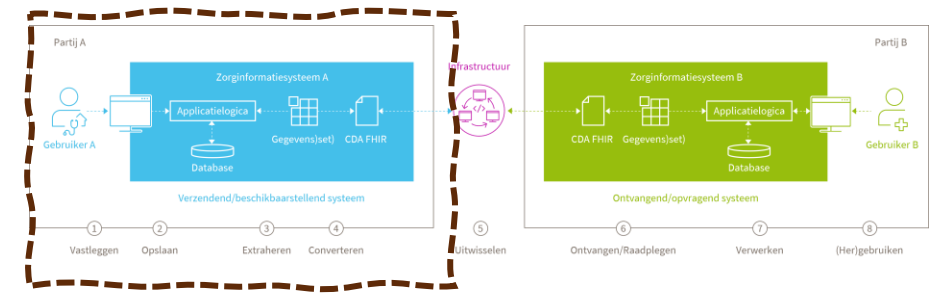 Partij A
Partij B
Zorginformatiesysteem A
Infrastructuur
Zorginformatiesysteem B
Applicatielogica
Applicatielogica
Gebruiker A
Gegevens)set)
CDA FHIR
CDA FHIR
Gegevens)set)
Gebruiker B
Database
Database
Verzendend/beschikbaarstellend systeem
Ontvangend/opvragend systeem
1
2
3
4
5
6
7
8
Vastleggen
Opslaan
Extraheren
Converteren
Uitwisselen
Ontvangen/Raadplegen
Verwerken
(Her)gebruiken